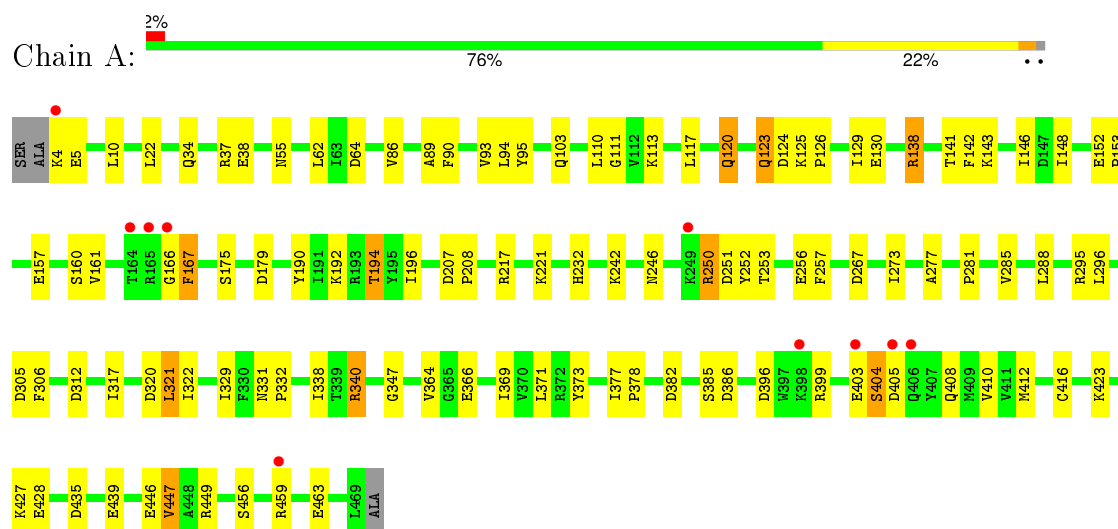 2%
Chain A:
76% 22% ..
SER ALA K4 E5 L10 L22 Q34 R37 E38 N55 L62 I63 D64 V86 A89 F90 V93 L94 Y95 Q103 L110 G111 V112 K113 L117 Q120 Q123 D124 K125 P126 I129 E130 R138 T141 F142 K143 I146 D147 I148 E152
E157 S160 V161 T164 R165 G166 F167 S175 D179 Y190 I191 K192 R193 T194 Y195 I196 D207 P208 R217 K221 H232 K242 N246 K249 R250 D251 Y252 T253 E256 F257 D267 I273 A277 P281 V285 L288 R295 L296
D305 F306 D312 I317 D320 L321 I322 I329 F330 N331 P332 I338 T339 R340 G347 V364 G365 E366 I369 V370 L371 R372 Y373 I377 P378 D382 S385 D386 D396 W397 K398 R399 E403 S404 D405 Q406 Y407 Q408 M409 V410 V411 M412 C416 K423
K427 E428 D435 E439 E446 V447 A448 R449 S456 R459 E463 L469 ALA